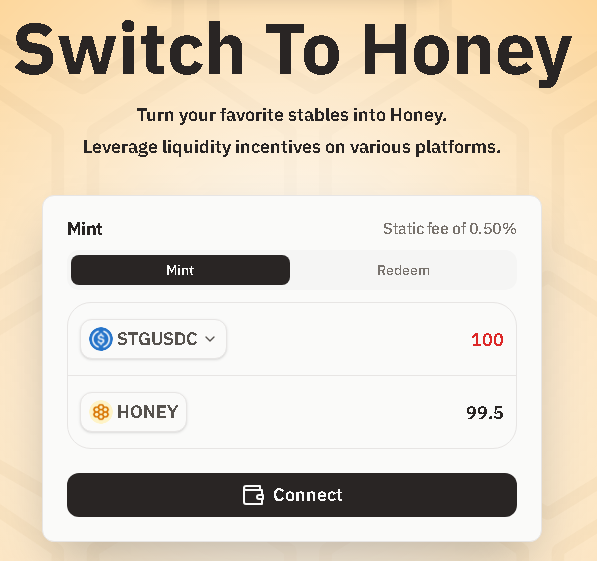 Switch To Honey
Turn your favorite stables into Honey.
Leverage liquidity incentives on various platforms.
Mint
Static fee of 0.50%
Mint
Redeem
STGUSDC
100
HONEY
99.5
Connect